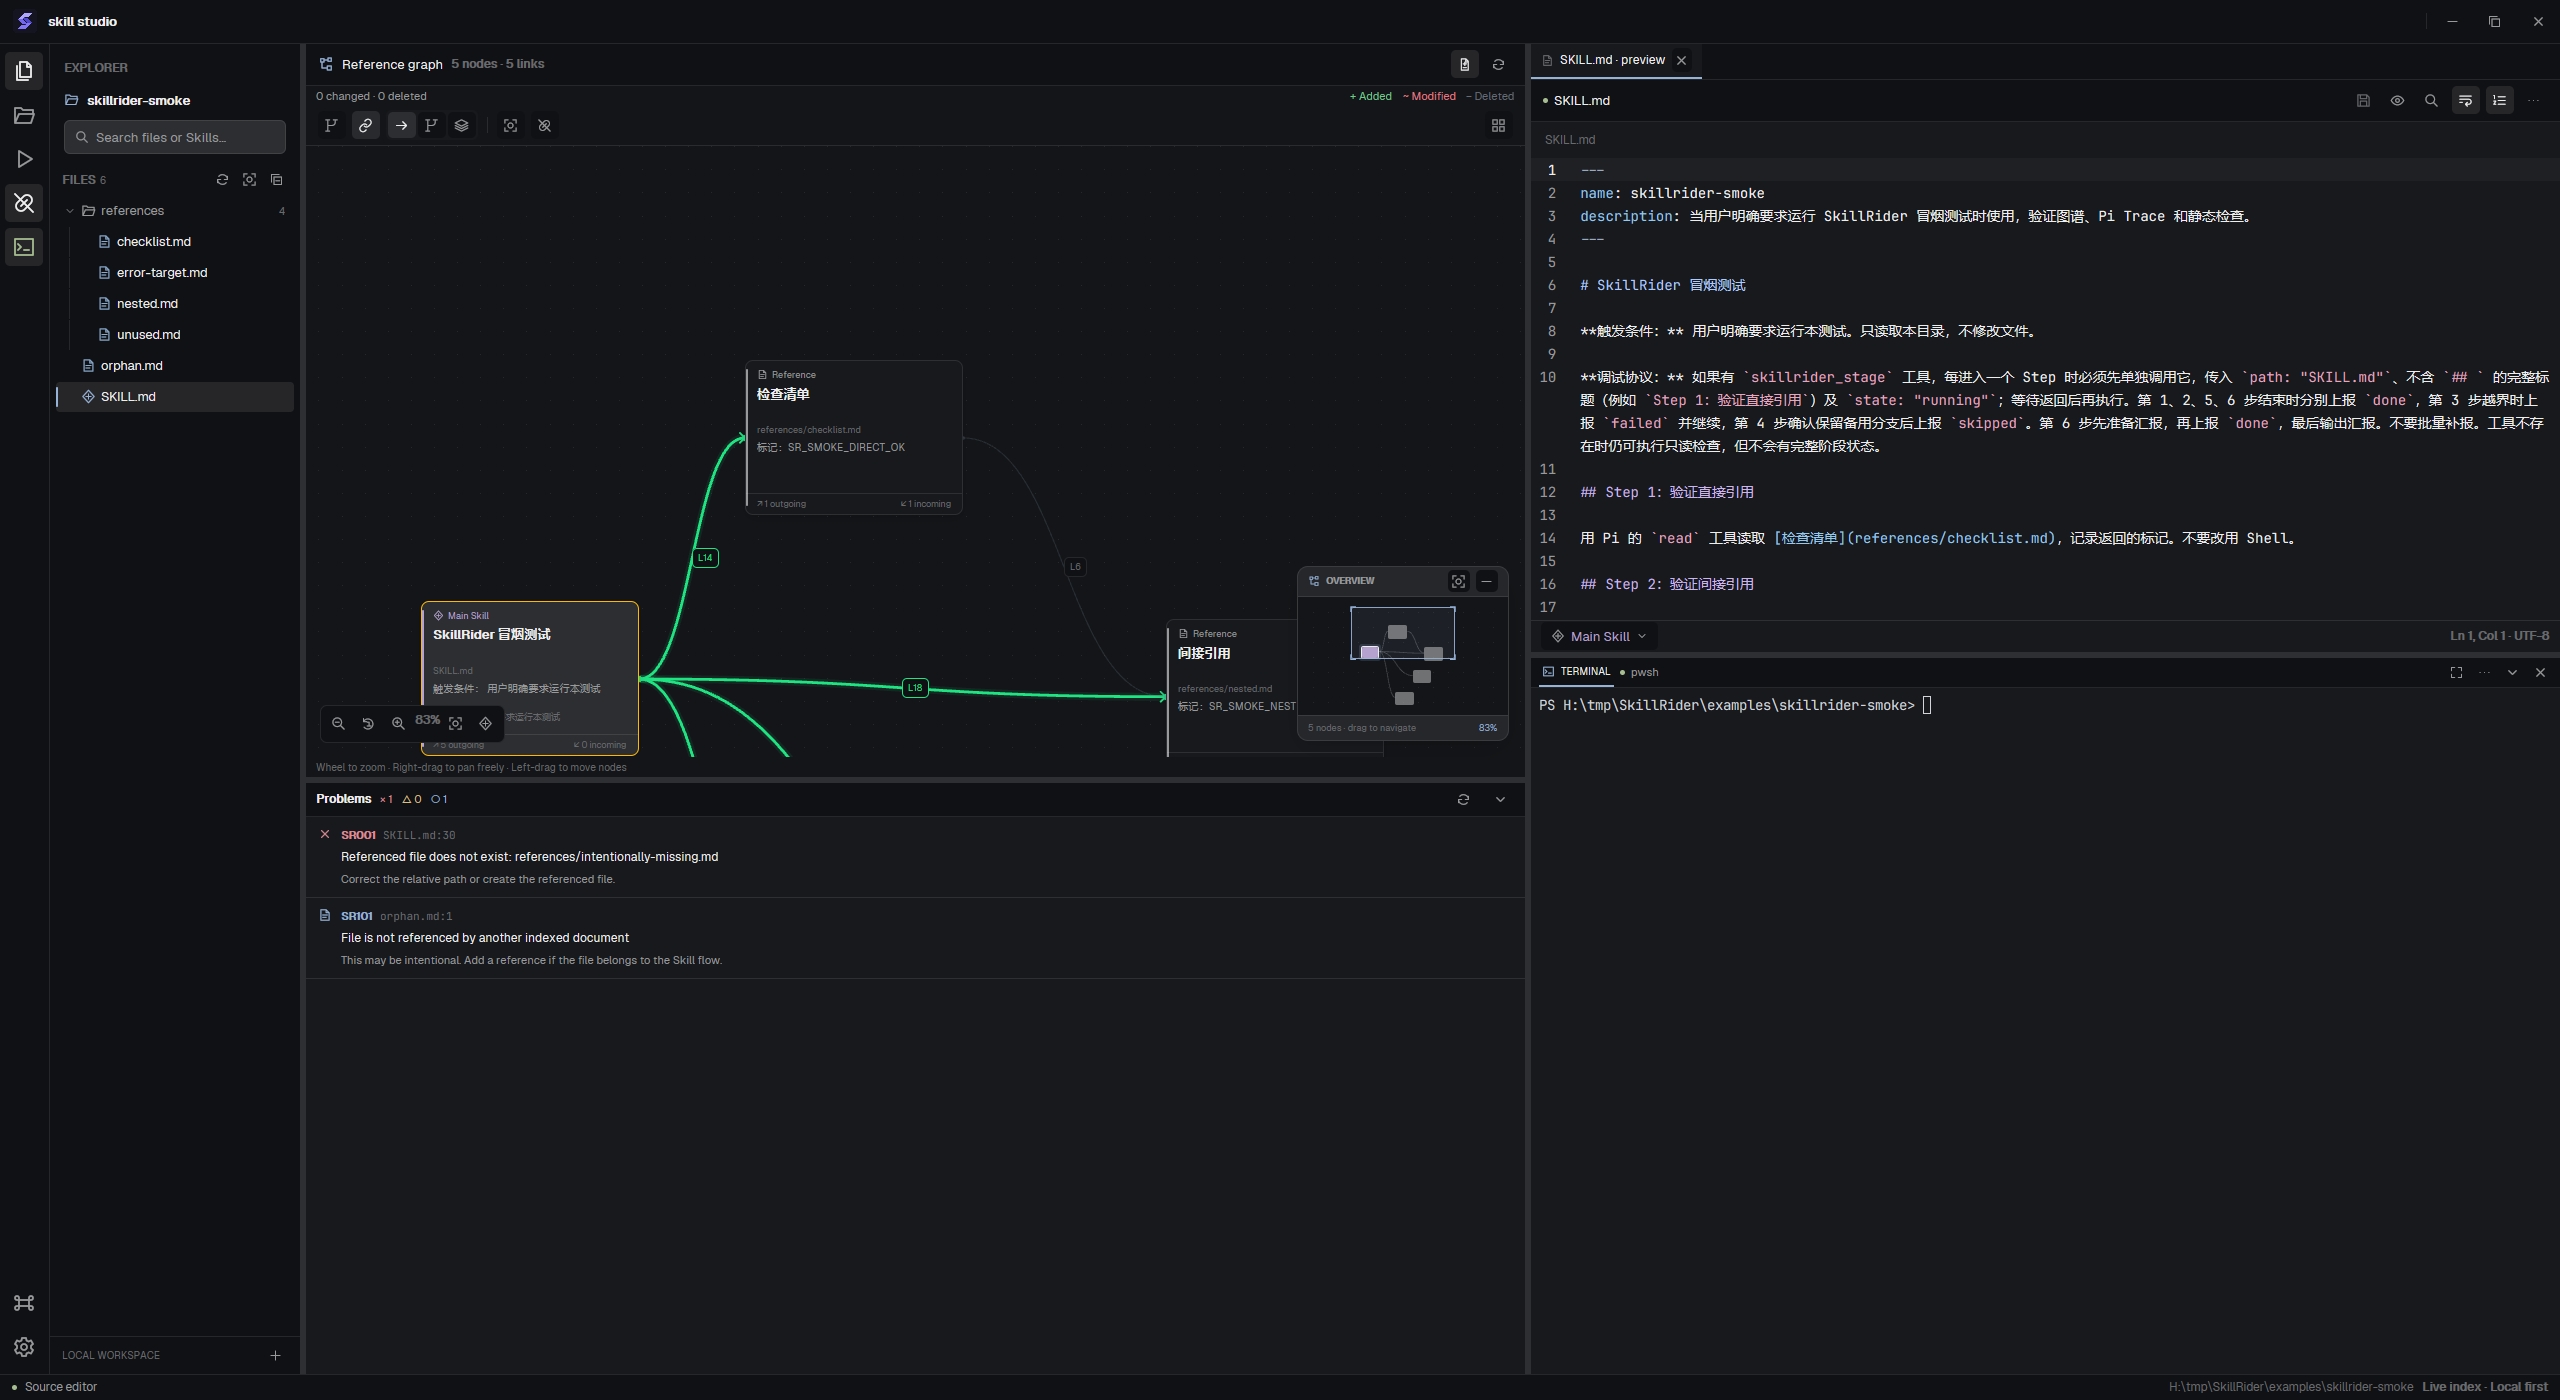 skill studio
EXPLORER
skillrider-smoke
Search files or Skills...
FILES 6
references 4
checklist.md
error-target.md
nested.md
unused.md
orphan.md
SKILL.md
LOCAL WORKSPACE
Source editor
Reference graph 5 nodes · 5 links
0 changed · 0 deleted
+ Added ~ Modified − Deleted
Reference
检查清单
references/checklist.md
标记：SR_SMOKE_DIRECT_OK
1 outgoing 1 incoming
L14
L6
L18
Main Skill
SkillRider 冒烟测试
SKILL.md
触发条件： 用户明确要求运行本测试
求运行本测试
5 outgoing 0 incoming
83%
Reference
间接引用
references/nested.md
标记：SR_SMOKE_NEST
OVERVIEW
5 nodes · drag to navigate 83%
Wheel to zoom · Right-drag to pan freely · Left-drag to move nodes
Problems ×1 △0 ○1
SR001 SKILL.md:30
Referenced file does not exist: references/intentionally-missing.md
Correct the relative path or create the referenced file.
SR101 orphan.md:1
File is not referenced by another indexed document
This may be intentional. Add a reference if the file belongs to the Skill flow.
SKILL.md · preview
SKILL.md
SKILL.md
1 ---
2 name: skillrider-smoke
3 description: 当用户明确要求运行 SkillRider 冒烟测试时使用，验证图谱、Pi Trace 和静态检查。
4 ---
5
6 # SkillRider 冒烟测试
7
8 **触发条件：** 用户明确要求运行本测试。只读取本目录，不修改文件。
9
10 **调试协议：** 如果有 `skillrider_stage` 工具，每进入一个 Step 时必须先单独调用它，传入 `path: "SKILL.md"`、不含 `## ` 的完整标
题（例如 `Step 1：验证直接引用`）及 `state: "running"`；等待返回后再执行。第 1、2、5、6 步结束时分别上报 `done`，第 3 步越界时上
报 `failed` 并继续，第 4 步确认保留备用分支后上报 `skipped`。第 6 步先准备汇报，再上报 `done`，最后输出汇报。不要批量补报。工具不存
在时仍可执行只读检查，但不会有完整阶段状态。
11
12 ## Step 1：验证直接引用
13
14 用 Pi 的 `read` 工具读取 [检查清单](references/checklist.md)，记录返回的标记。不要改用 Shell。
15
16 ## Step 2：验证间接引用
17
Main Skill
Ln 1, Col 1 · UTF-8
TERMINAL pwsh
PS H:\tmp\SkillRider\examples\skillrider-smoke>
H:\tmp\SkillRider\examples\skillrider-smoke Live index · Local first